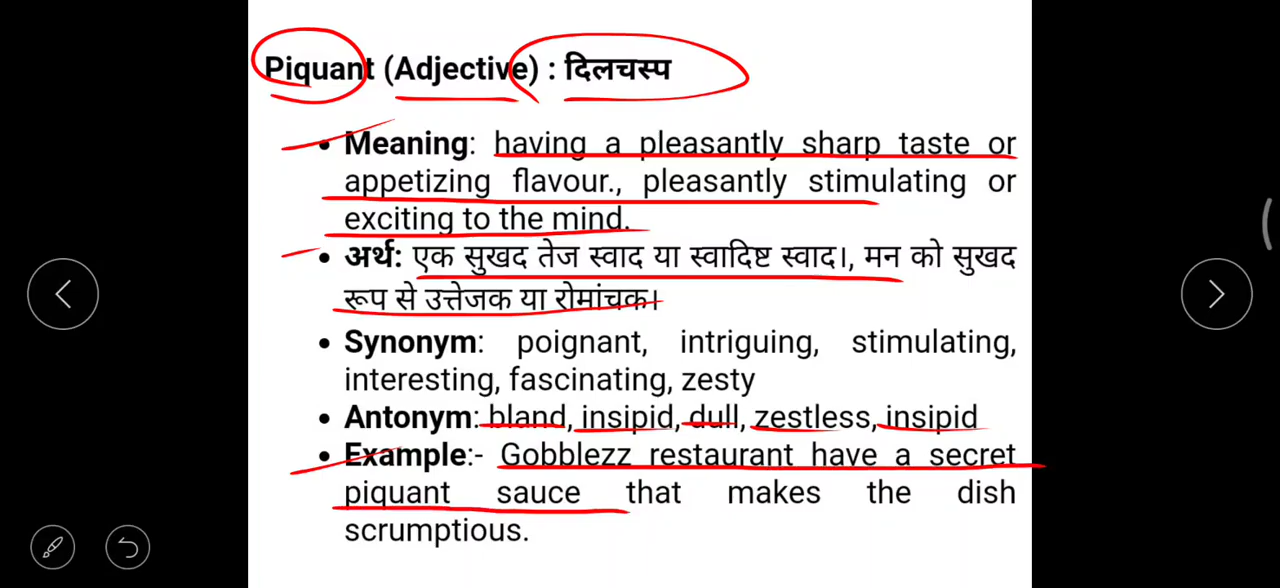 Piquant (Adjective) : दिलचस्प
• Meaning: having a pleasantly sharp taste or
appetizing flavour., pleasantly stimulating or
exciting to the mind.
• अर्थ: एक सुखद तेज स्वाद या स्वादिष्ट स्वाद।, मन को सुखद
रूप से उत्तेजक या रोमांचक।
• Synonym: poignant, intriguing, stimulating,
interesting, fascinating, zesty
• Antonym: bland, insipid, dull, zestless, insipid
• Example:- Gobblezz restaurant have a secret
piquant sauce that makes the dish
scrumptious.